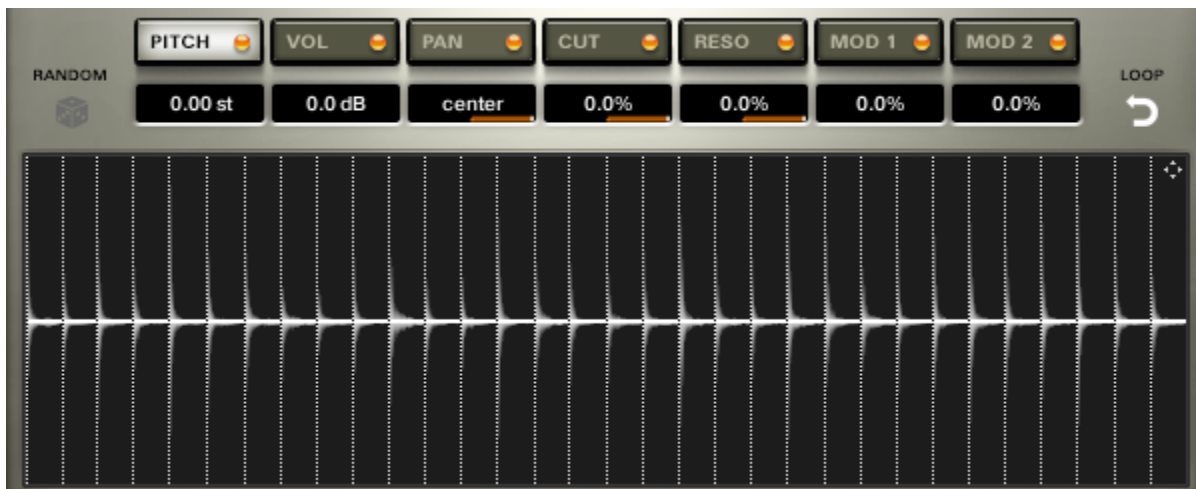 PITCH VOL PAN CUT RESO MOD 1 MOD 2
RANDOM LOOP
0.00 st 0.0 dB center 0.0% 0.0% 0.0% 0.0%